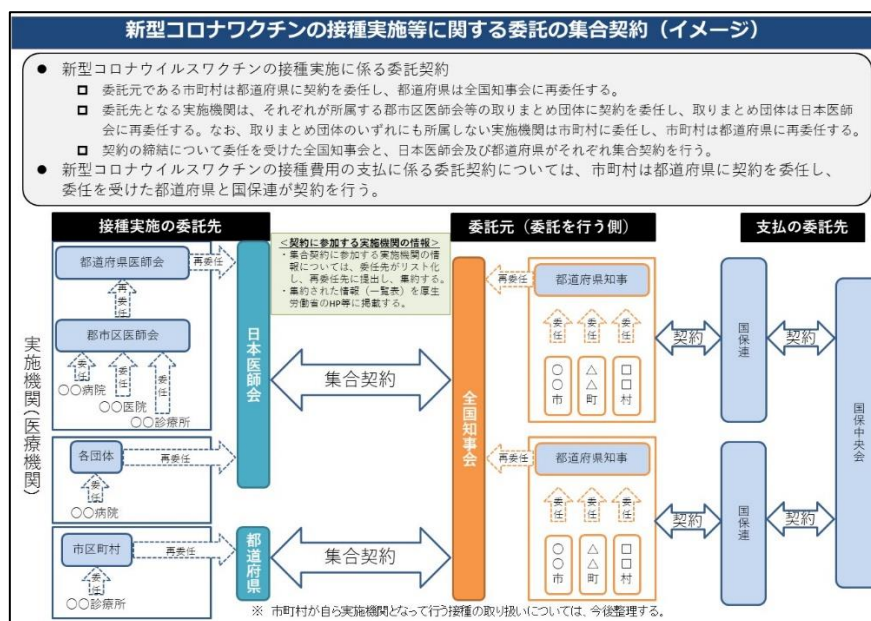 新型コロナワクチンの接種実施等に関する委託の集合契約（イメージ）
● 新型コロナウイルスワクチンの接種実施に係る委託契約
□ 委託元である市町村は都道府県に契約を委任し、都道府県は全国知事会に再委任する。
□ 委託先となる実施機関は、それぞれが所属する郡市区医師会等の取りまとめ団体に契約を委任し、取りまとめ団体は日本医師
会に再委任する。なお、取りまとめ団体のいずれにも所属しない実施機関は市町村に委任し、市町村は都道府県に再委任する。
□ 契約の締結について委任を受けた全国知事会と、日本医師会及び都道府県がそれぞれ集合契約を行う。
● 新型コロナウイルスワクチンの接種費用の支払に係る委託契約については、市町村は都道府県に契約を委任し、
委任を受けた都道府県と国保連が契約を行う。
接種実施の委託先
実施機関（医療機関）
都道府県医師会
再委任
再委任
郡市区医師会
委任
委任
委任
〇〇病院
〇〇医院
〇〇診療所
各団体
再委任
委任
〇〇病院
市区町村
再委任
委任
〇〇診療所
日本医師会
都道府県
＜契約に参加する実施機関の情報＞
・集合契約に参加する実施機関の情
報については、委託先がリスト化
し、再委任先に提出し、集約する。
・集約された情報（一覧表）を厚生
労働省のHP等に掲載する。
集合契約
集合契約
委託元（委託を行う側）
全国知事会
再委任
都道府県知事
委任
委任
委任
〇〇市
△△町
□□村
再委任
都道府県知事
委任
委任
委任
〇〇市
△△町
□□村
支払の委託先
契約
国保連
契約
契約
国保連
契約
国保中央会
※ 市町村が自ら実施機関となって行う接種の取り扱いについては、今後整理する。